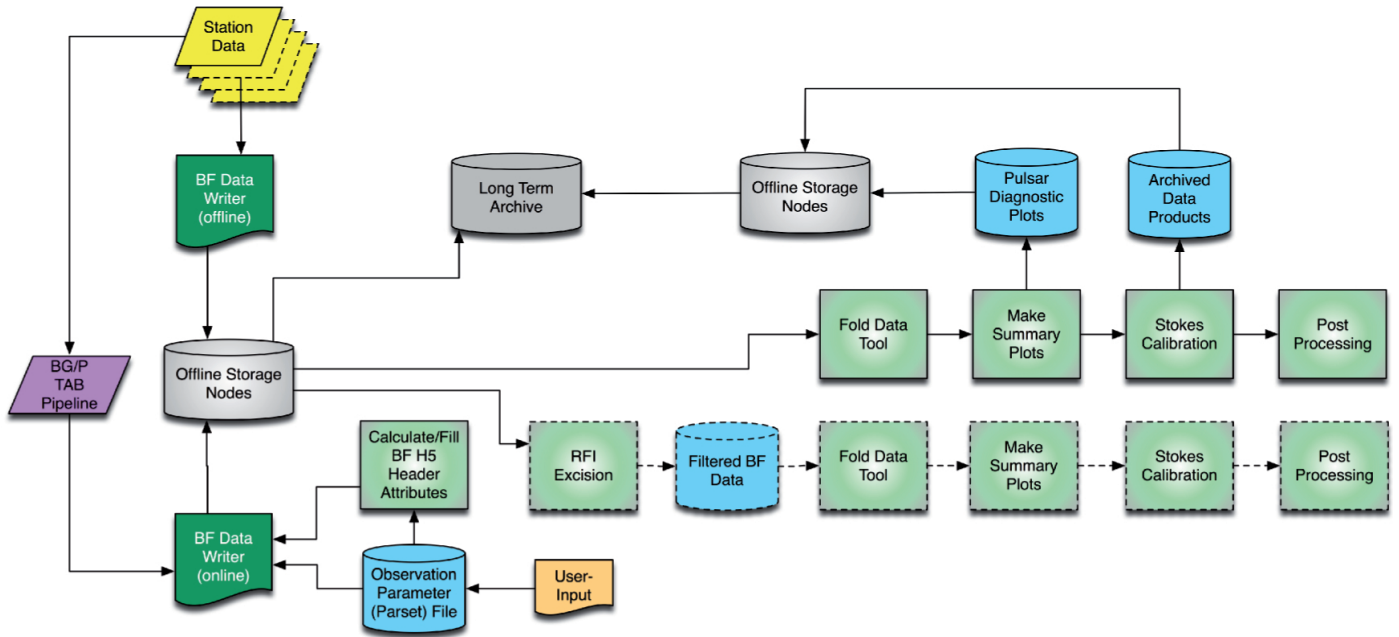 Station
Data
BF Data
Writer
(offline)
Long Term
Archive
Offline Storage
Nodes
Pulsar
Diagnostic
Plots
Archived
Data
Products
Fold Data
Tool
Make
Summary
Plots
Stokes
Calibration
Post
Processing
BG/P
TAB
Pipeline
Offline Storage
Nodes
Calculate/Fill
BF H5
Header
Attributes
RFI
Excision
Filtered BF
Data
Fold Data
Tool
Make
Summary
Plots
Stokes
Calibration
Post
Processing
BF Data
Writer
(online)
Observation
Parameter
(Parset) File
User-
Input